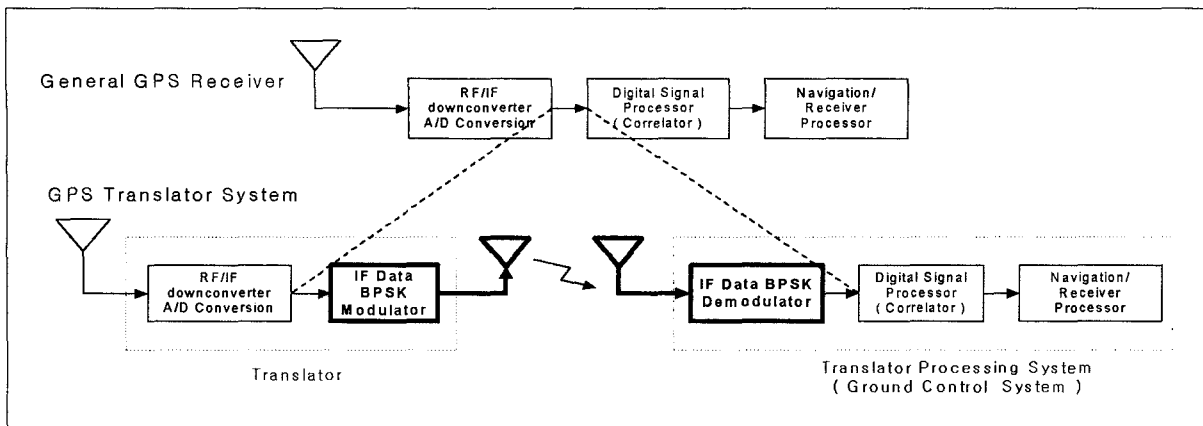 General GPS Receiver
RF/IF
downconverter
A/D Conversion
Digital Signal
Processor
(Correlator)
Navigation/
Receiver
Processor
GPS Translator System
RF/IF
downconverter
A/D Conversion
IF Data
BPSK
Modulator
IF Data BPSK
Demodulator
Digital Signal
Processor
(Correlator)
Navigation/
Receiver
Processor
Translator
Translator Processing System
( Ground Control System )